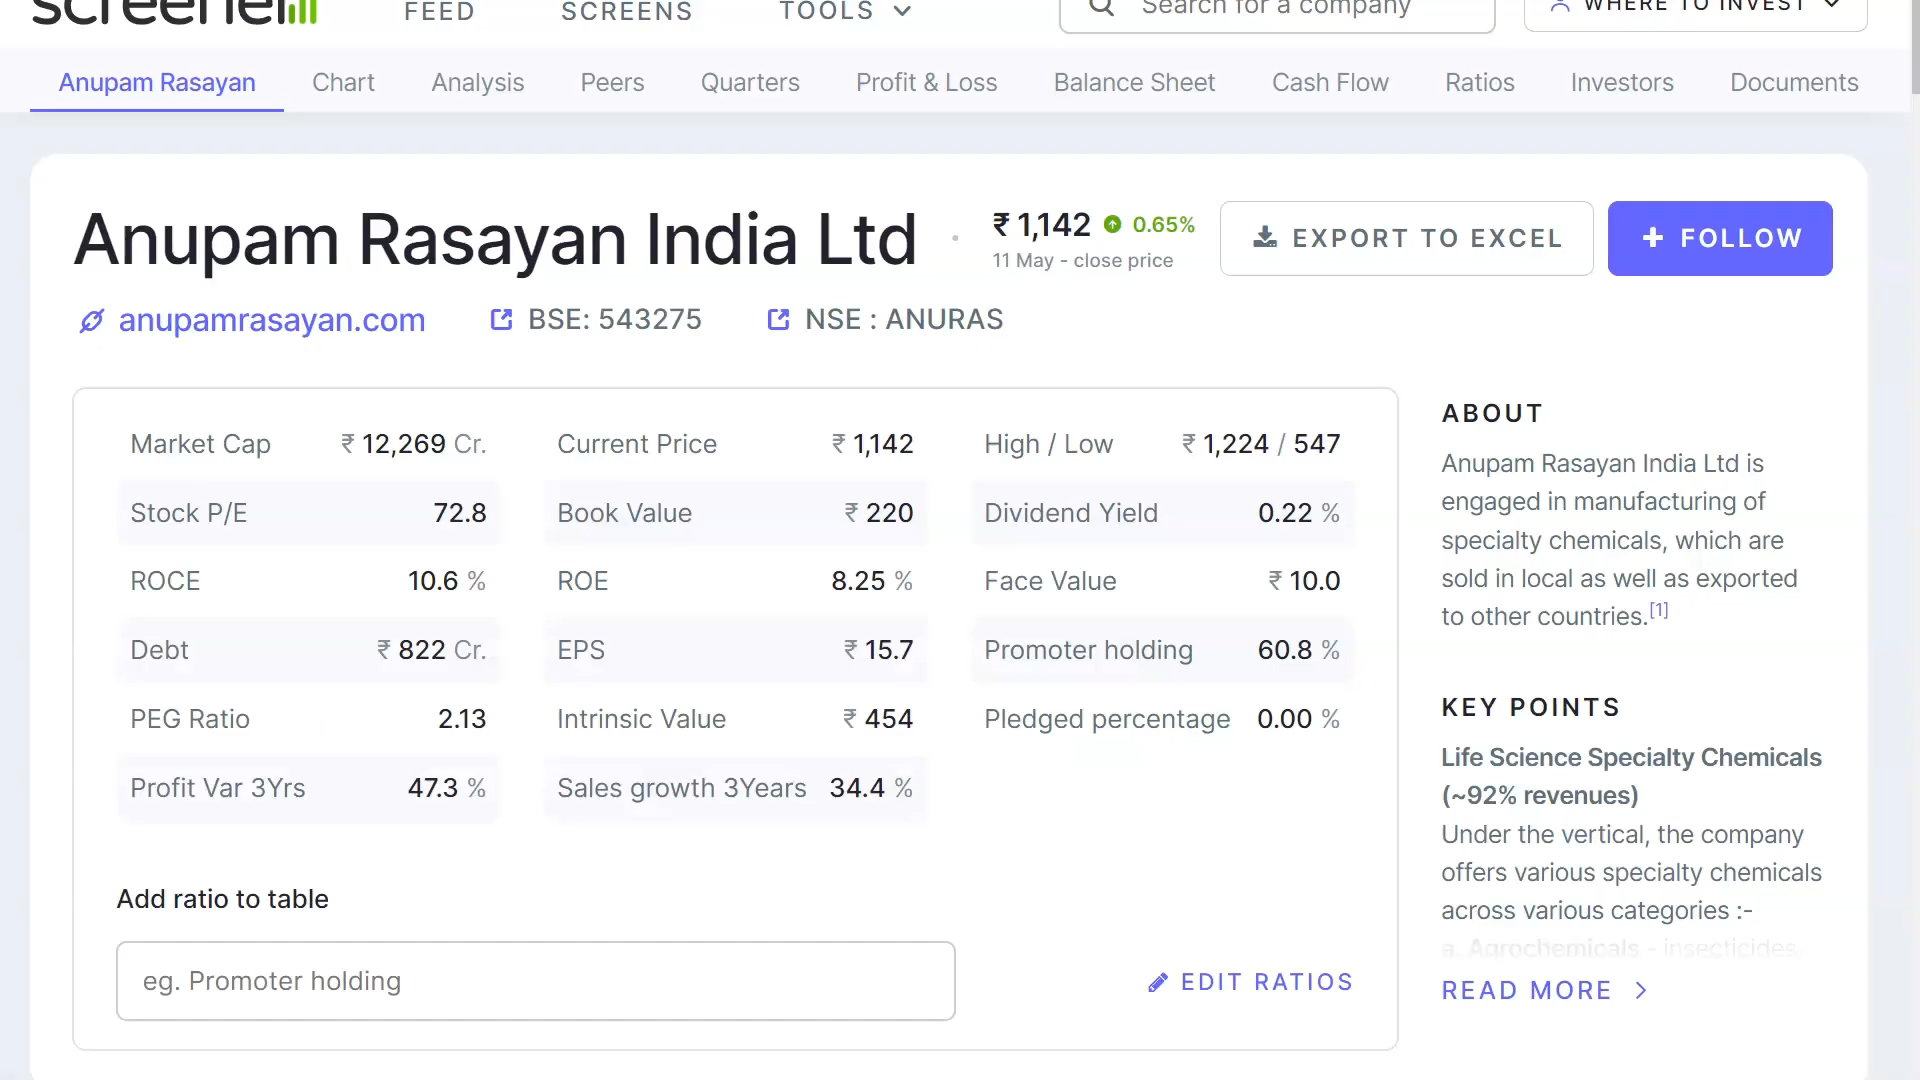 screener
FEED SCREENS TOOLS
Search for a company
WHERE TO INVEST
Anupam Rasayan Chart Analysis Peers Quarters Profit & Loss Balance Sheet Cash Flow Ratios Investors Documents
Anupam Rasayan India Ltd
₹ 1,142 0.65%
11 May - close price
EXPORT TO EXCEL
FOLLOW
anupamrasayan.com BSE: 543275 NSE : ANURAS
Market Cap ₹ 12,269 Cr. Current Price ₹ 1,142 High / Low ₹ 1,224 / 547
Stock P/E 72.8 Book Value ₹ 220 Dividend Yield 0.22 %
ROCE 10.6 % ROE 8.25 % Face Value ₹ 10.0
Debt ₹ 822 Cr. EPS ₹ 15.7 Promoter holding 60.8 %
PEG Ratio 2.13 Intrinsic Value ₹ 454 Pledged percentage 0.00 %
Profit Var 3Yrs 47.3 % Sales growth 3Years 34.4 %
Add ratio to table
eg. Promoter holding
EDIT RATIOS
ABOUT
Anupam Rasayan India Ltd is
engaged in manufacturing of
specialty chemicals, which are
sold in local as well as exported
to other countries.[1]
KEY POINTS
Life Science Specialty Chemicals
(~92% revenues)
Under the vertical, the company
offers various specialty chemicals
across various categories :-
a. Agrochemicals - insecticides,
READ MORE